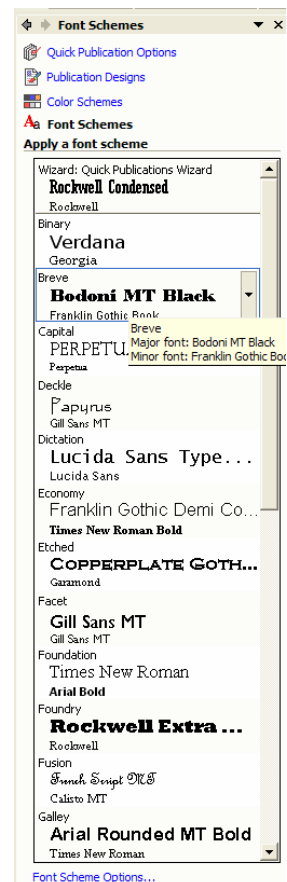 Font Schemes
Quick Publication Options
Publication Designs
Color Schemes
Aa Font Schemes
Apply a font scheme
Wizard: Quick Publications Wizard
Rockwell Condensed
Rockwell
Binary
Verdana
Georgia
Breve
Bodoni MT Black
Franklin Gothic Book
Breve
Major font: Bodoni MT Black
Minor font: Franklin Gothic Boo
Capital
PERPETU
Perpetua
Deckle
Papyrus
Gill Sans MT
Dictation
Lucida Sans Type...
Lucida Sans
Economy
Franklin Gothic Demi Co...
Times New Roman Bold
Etched
Copperplate Goth...
Garamond
Facet
Gill Sans MT
Gill Sans MT
Foundation
Times New Roman
Arial Bold
Foundry
Rockwell Extra ...
Rockwell
Fusion
French Script MT
Calisto MT
Galley
Arial Rounded MT Bold
Times New Roman
Font Scheme Options...